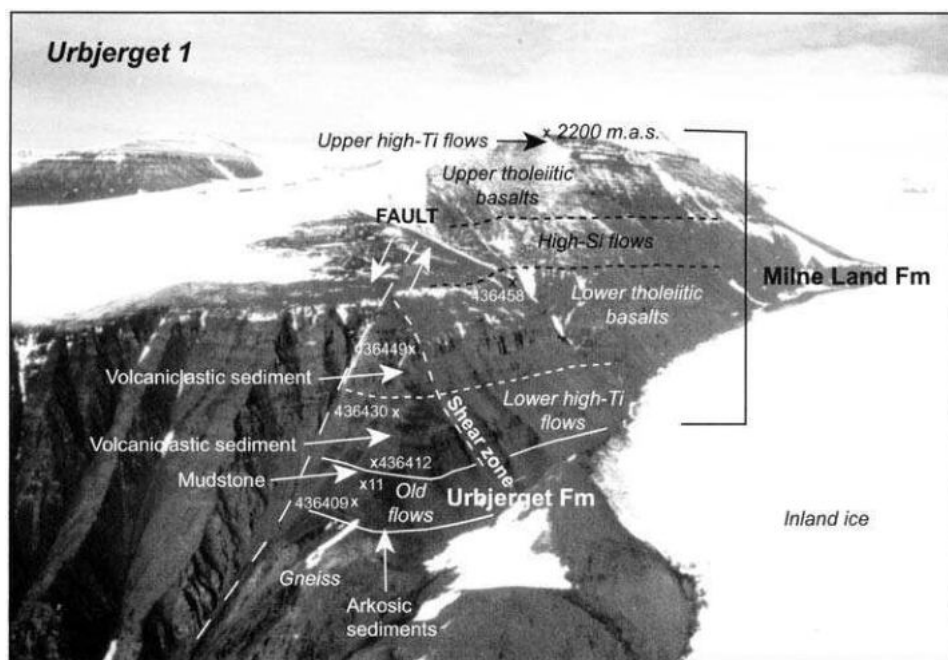 Urbjerget 1
Upper high-Ti flows
x 2200 m.a.s.
Upper tholeiitic
basalts
FAULT
High-Si flows
Milne Land Fm
436458
x
Lower tholeiitic
basalts
436449x
Volcaniclastic sediment
Lower high-Ti
flows
436430 x
Shear zone
Volcaniclastic sediment
x436412
Mudstone
x11
Old
flows
Urbjerget Fm
436409x
Inland ice
Gneiss
Arkosic
sediments